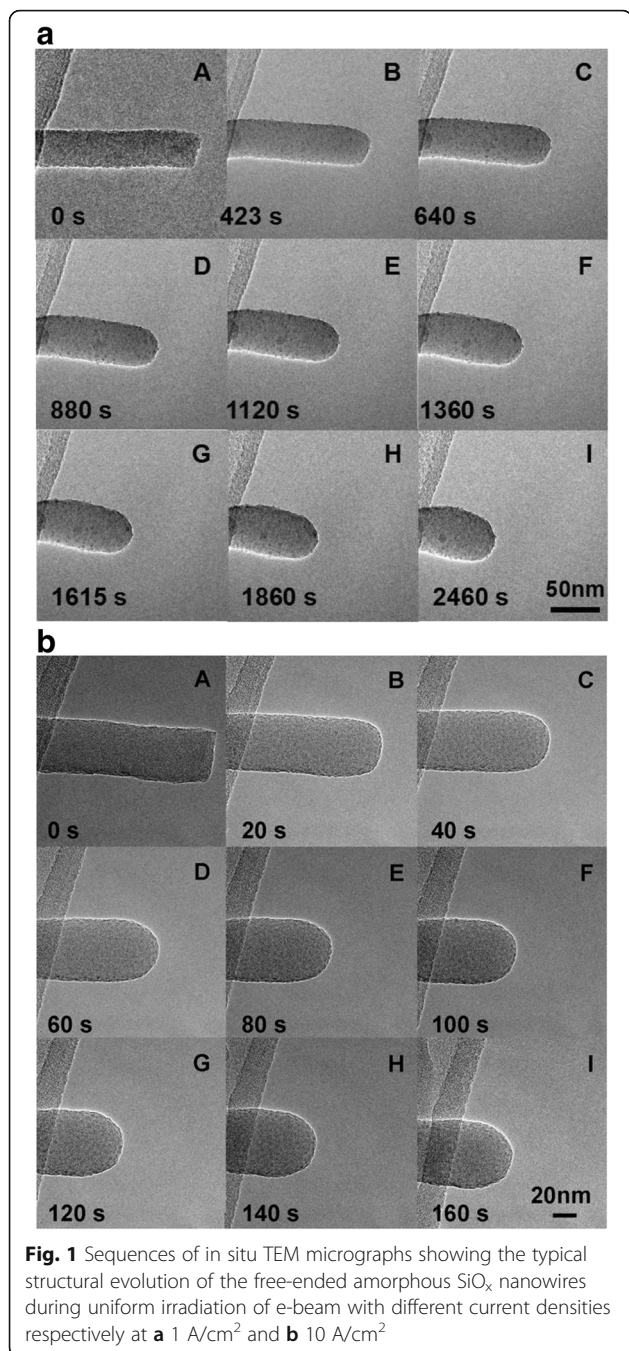 a
A
B
C
0 s
423 s
640 s
D
E
F
880 s
1120 s
1360 s
G
H
I
1615 s
1860 s
2460 s
50nm
b
A
B
C
0 s
20 s
40 s
D
E
F
60 s
80 s
100 s
G
H
I
120 s
140 s
160 s
20nm
Fig. 1 Sequences of in situ TEM micrographs showing the typical
structural evolution of the free-ended amorphous SiOₓ nanowires
during uniform irradiation of e-beam with different current densities
respectively at a 1 A/cm² and b 10 A/cm²